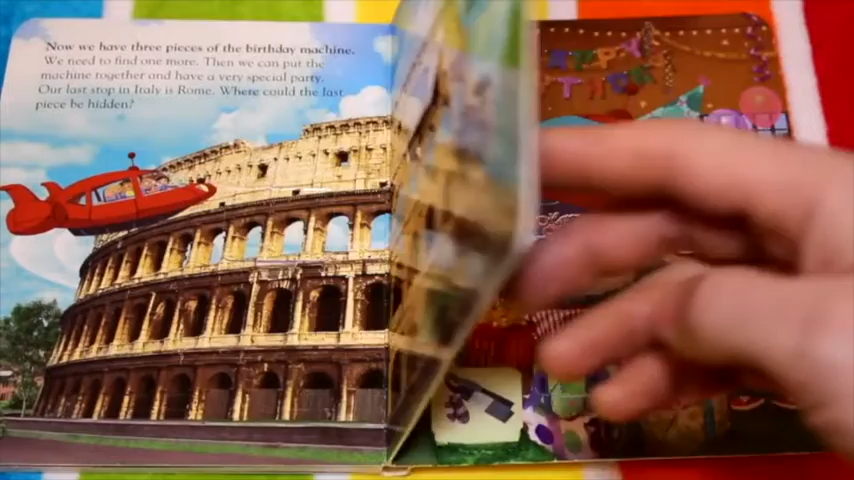 Now we have three pieces of the birthday machine.
We need to find one more. Then we can put the
machine together and have a very special party.
Our last stop in Italy is Rome. Where could the last
piece be hidden?